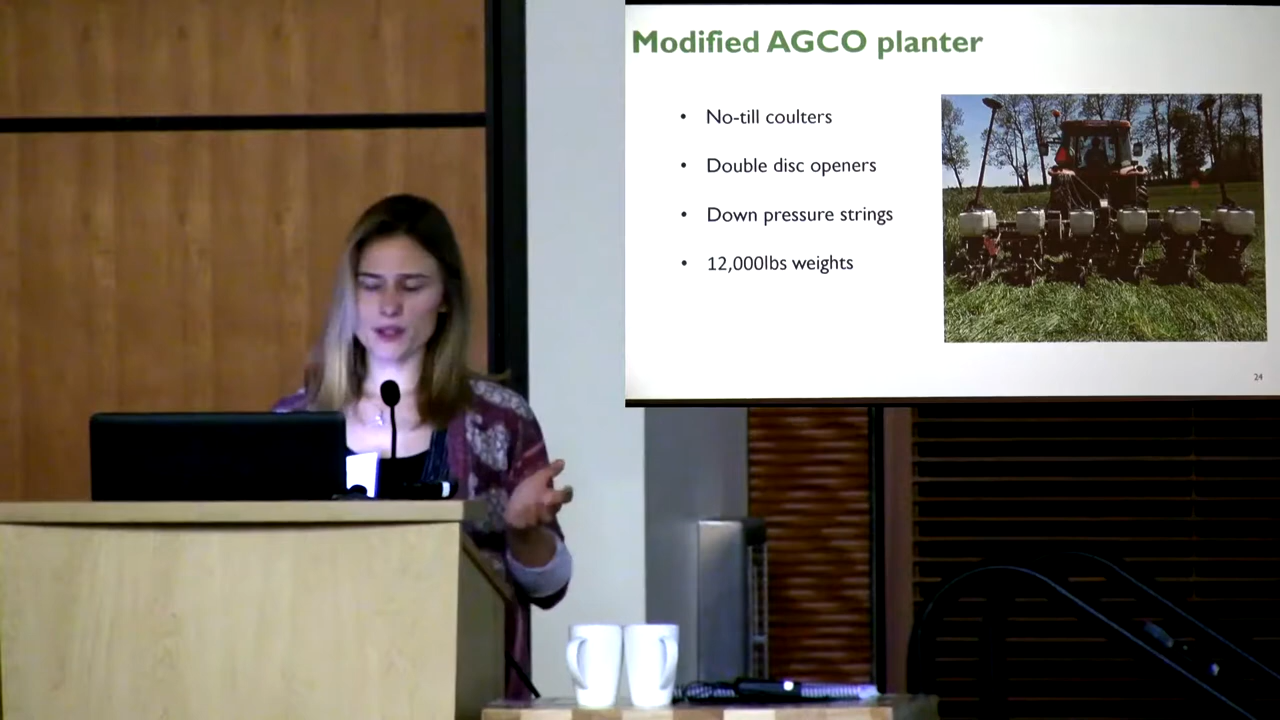 Modified AGCO planter
• No-till coulters
• Double disc openers
• Down pressure strings
• 12,000lbs weights
24